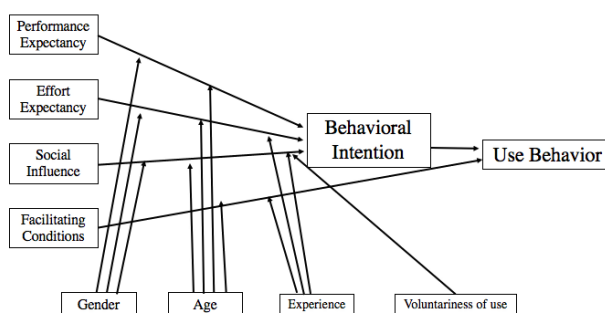 Performance
Expectancy
Effort
Expectancy
Social
Influence
Facilitating
Conditions
Behavioral
Intention
Use Behavior
Gender
Age
Experience
Voluntariness of use